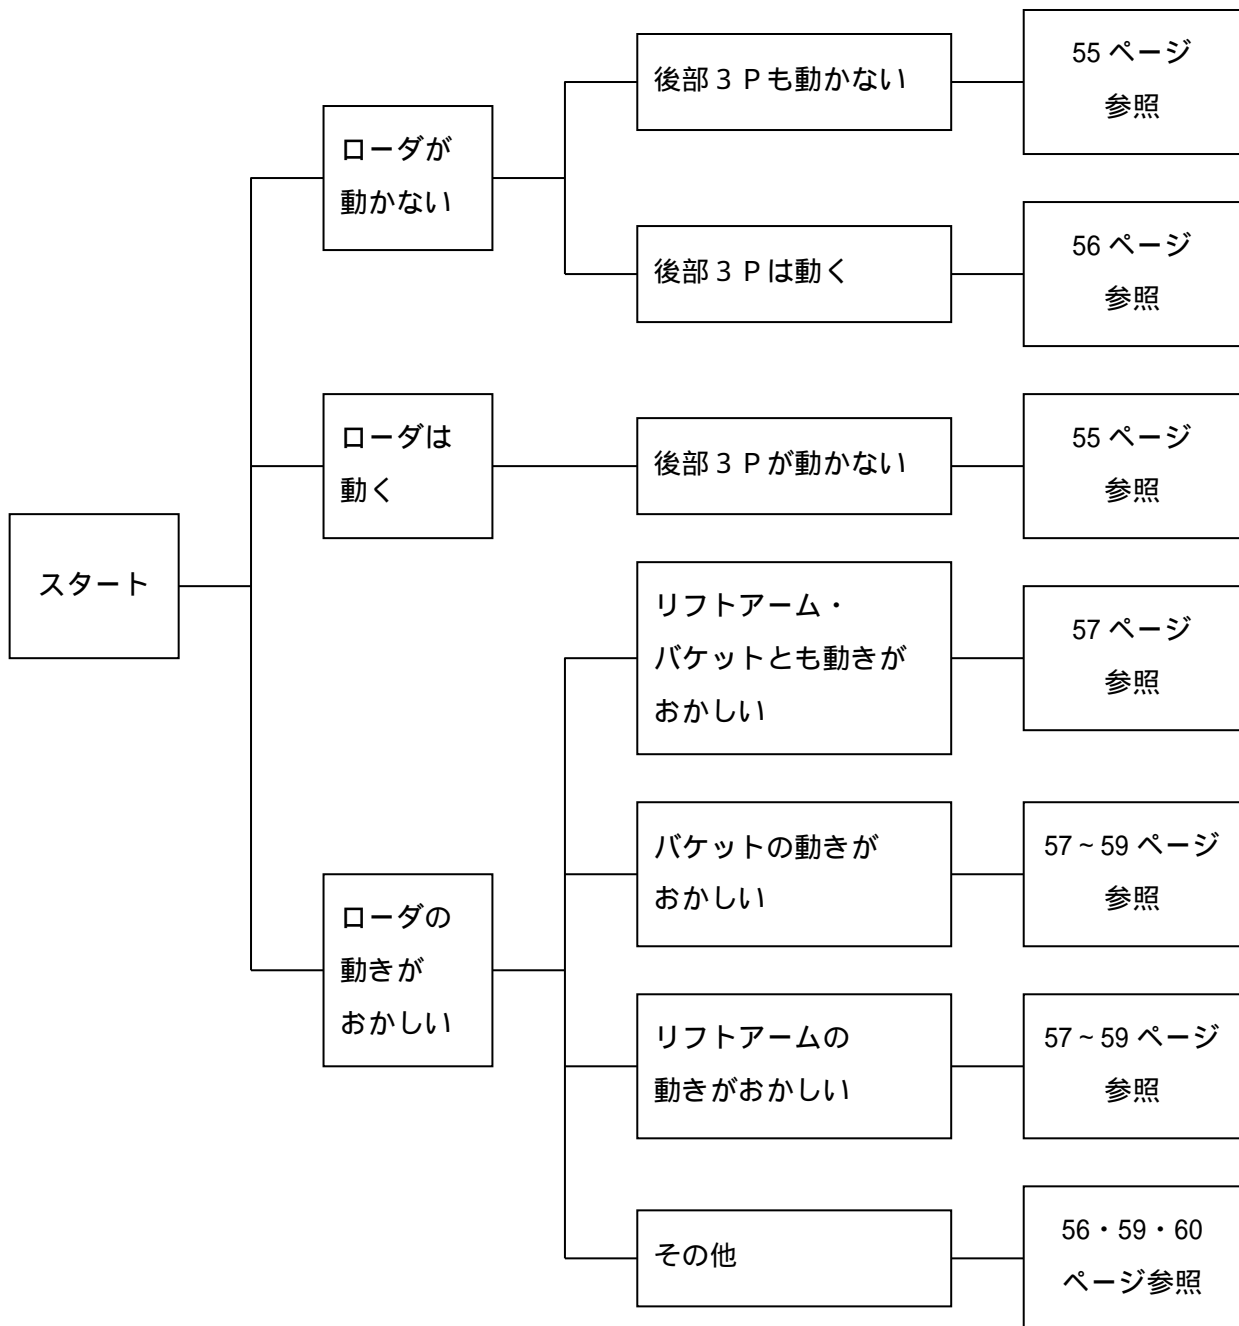 スタート
ローダが
動かない
後部３Ｐも動かない
55 ページ
参照
後部３Ｐは動く
56 ページ
参照
ローダは
動く
後部３Ｐが動かない
55 ページ
参照
ローダの
動きが
おかしい
リフトアーム・
バケットとも動きが
おかしい
57 ページ
参照
バケットの動きが
おかしい
57～59 ページ
参照
リフトアームの
動きがおかしい
57～59 ページ
参照
その他
56・59・60
ページ参照